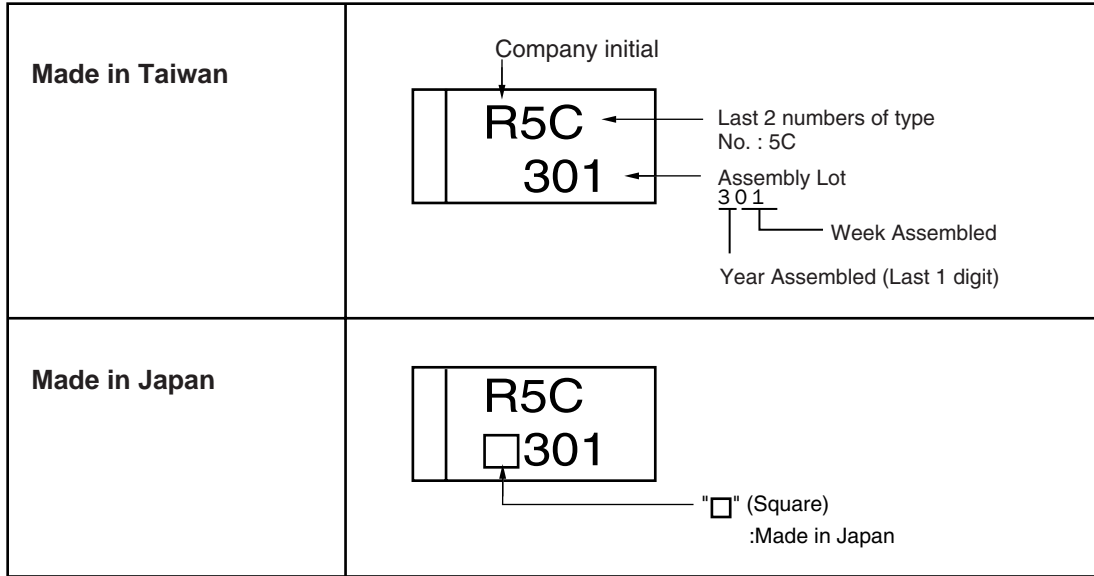 Made in Taiwan
Company initial
R5C
301
Last 2 numbers of type
No. : 5C
Assembly Lot
301
Week Assembled
Year Assembled (Last 1 digit)
Made in Japan
R5C
□301
"□" (Square)
:Made in Japan